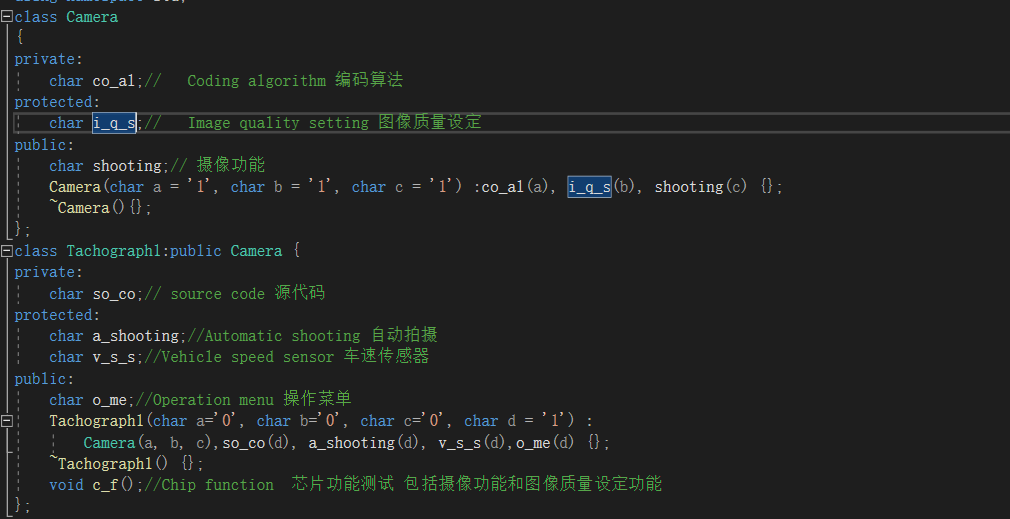 class Camera
{
private:
char co_al;// Coding algorithm 编码算法
protected:
char i_q_s;// Image quality setting 图像质量设定
public:
char shooting;// 摄像功能
Camera(char a = '1', char b = '1', char c = '1') :co_al(a), i_q_s(b), shooting(c) {};
~Camera(){};
};
class Tachograph1:public Camera {
private:
char so_co;// source code 源代码
protected:
char a_shooting;//Automatic shooting 自动拍摄
char v_s_s;//Vehicle speed sensor 车速传感器
public:
char o_me;//Operation menu 操作菜单
Tachograph1(char a='0', char b='0', char c='0', char d = '1') :
Camera(a, b, c),so_co(d), a_shooting(d), v_s_s(d),o_me(d) {};
~Tachograph1() {};
void c_f();//Chip function 芯片功能测试 包括摄像功能和图像质量设定功能
};